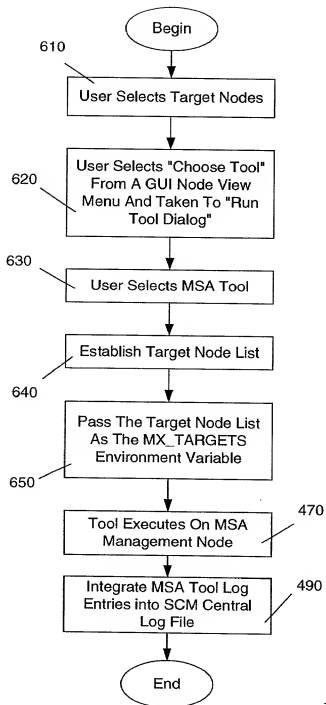 Begin
610
User Selects Target Nodes
User Selects "Choose Tool"
From A GUI Node View
Menu And Taken To "Run
Tool Dialog"
620
630
User Selects MSA Tool
Establish Target Node List
640
Pass The Target Node List
As The MX_TARGETS
Environment Variable
650
Tool Executes On MSA
Management Node
470
Integrate MSA Tool Log
Entries into SCM Central
Log File
490
End